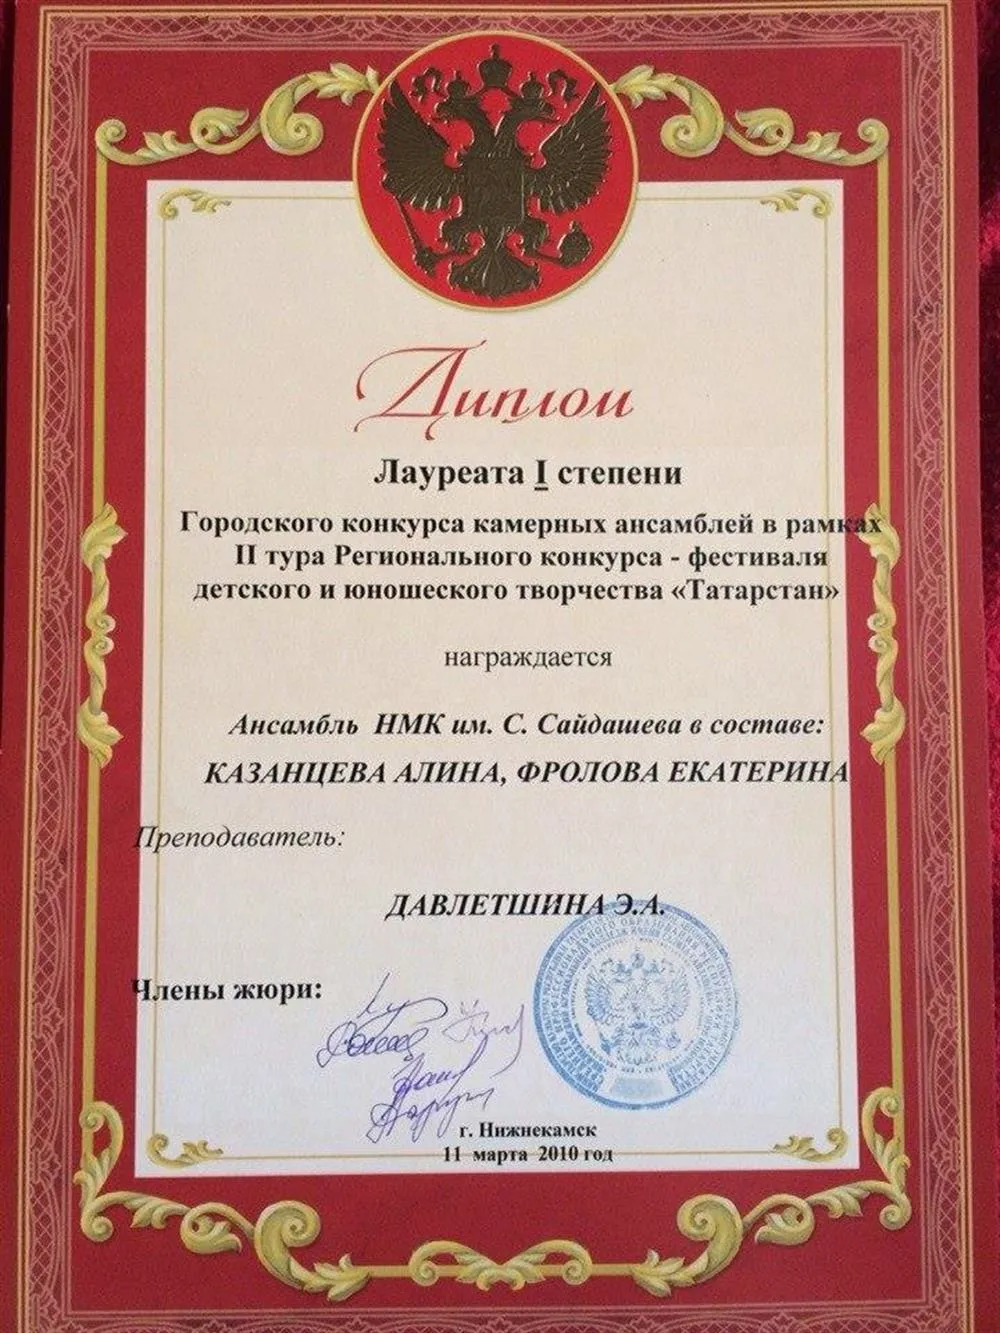 Диплом
Лауреата I степени
Городского конкурса камерных ансамблей в рамках
II тура Регионального конкурса - фестиваля
детского и юношеского творчества «Татарстан»
награждается
Ансамбль НМК им. С. Сайдашева в составе:
КАЗАНЦЕВА АЛИНА, ФРОЛОВА ЕКАТЕРИНА
Преподаватель:
ДАВЛЕТШИНА Э.А.
Члены жюри:
г. Нижнекамск
11 марта 2010 год